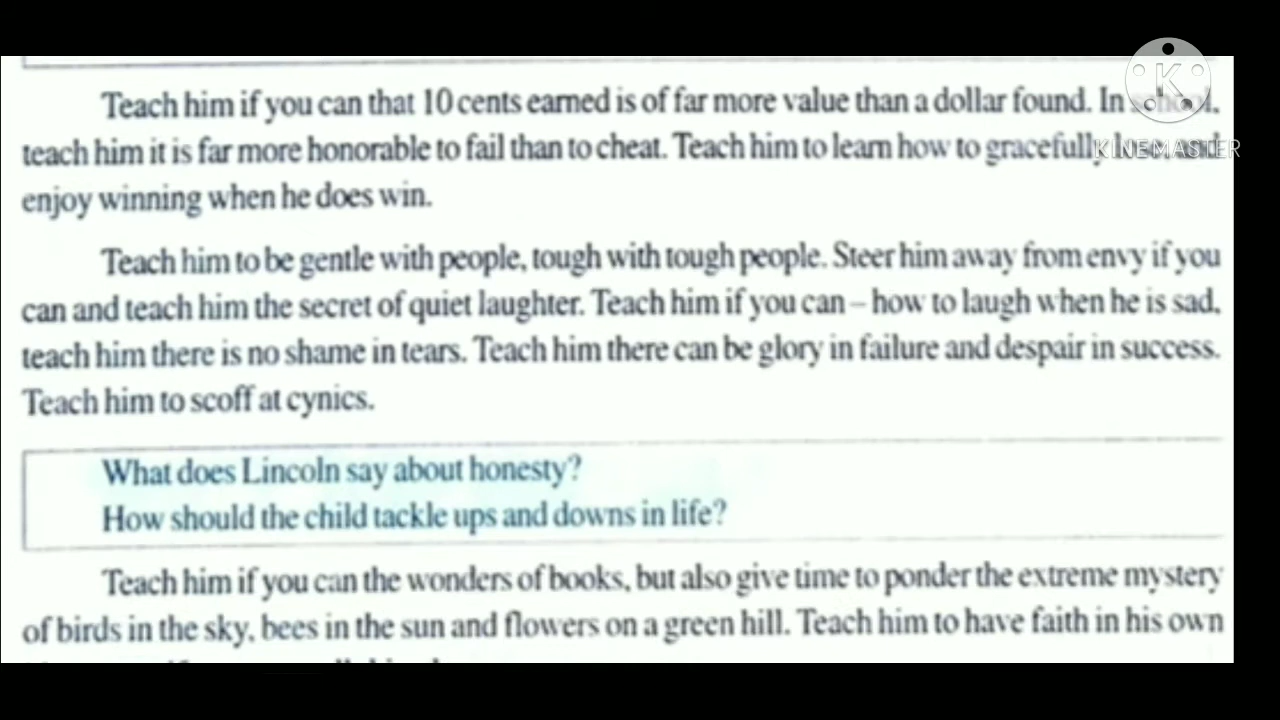 Teach him if you can that 10 cents earned is of far more value than a dollar found. In school,
teach him it is far more honorable to fail than to cheat. Teach him to learn how to gracefully
KINEMASTER
enjoy winning when he does win.
Teach him to be gentle with people, tough with tough people. Steer him away from envy if you
can and teach him the secret of quiet laughter. Teach him if you can – how to laugh when he is sad,
teach him there is no shame in tears. Teach him there can be glory in failure and despair in success.
Teach him to scoff at cynics.
What does Lincoln say about honesty?
How should the child tackle ups and downs in life?
Teach him if you can the wonders of books, but also give time to ponder the extreme mystery
of birds in the sky, bees in the sun and flowers on a green hill. Teach him to have faith in his own